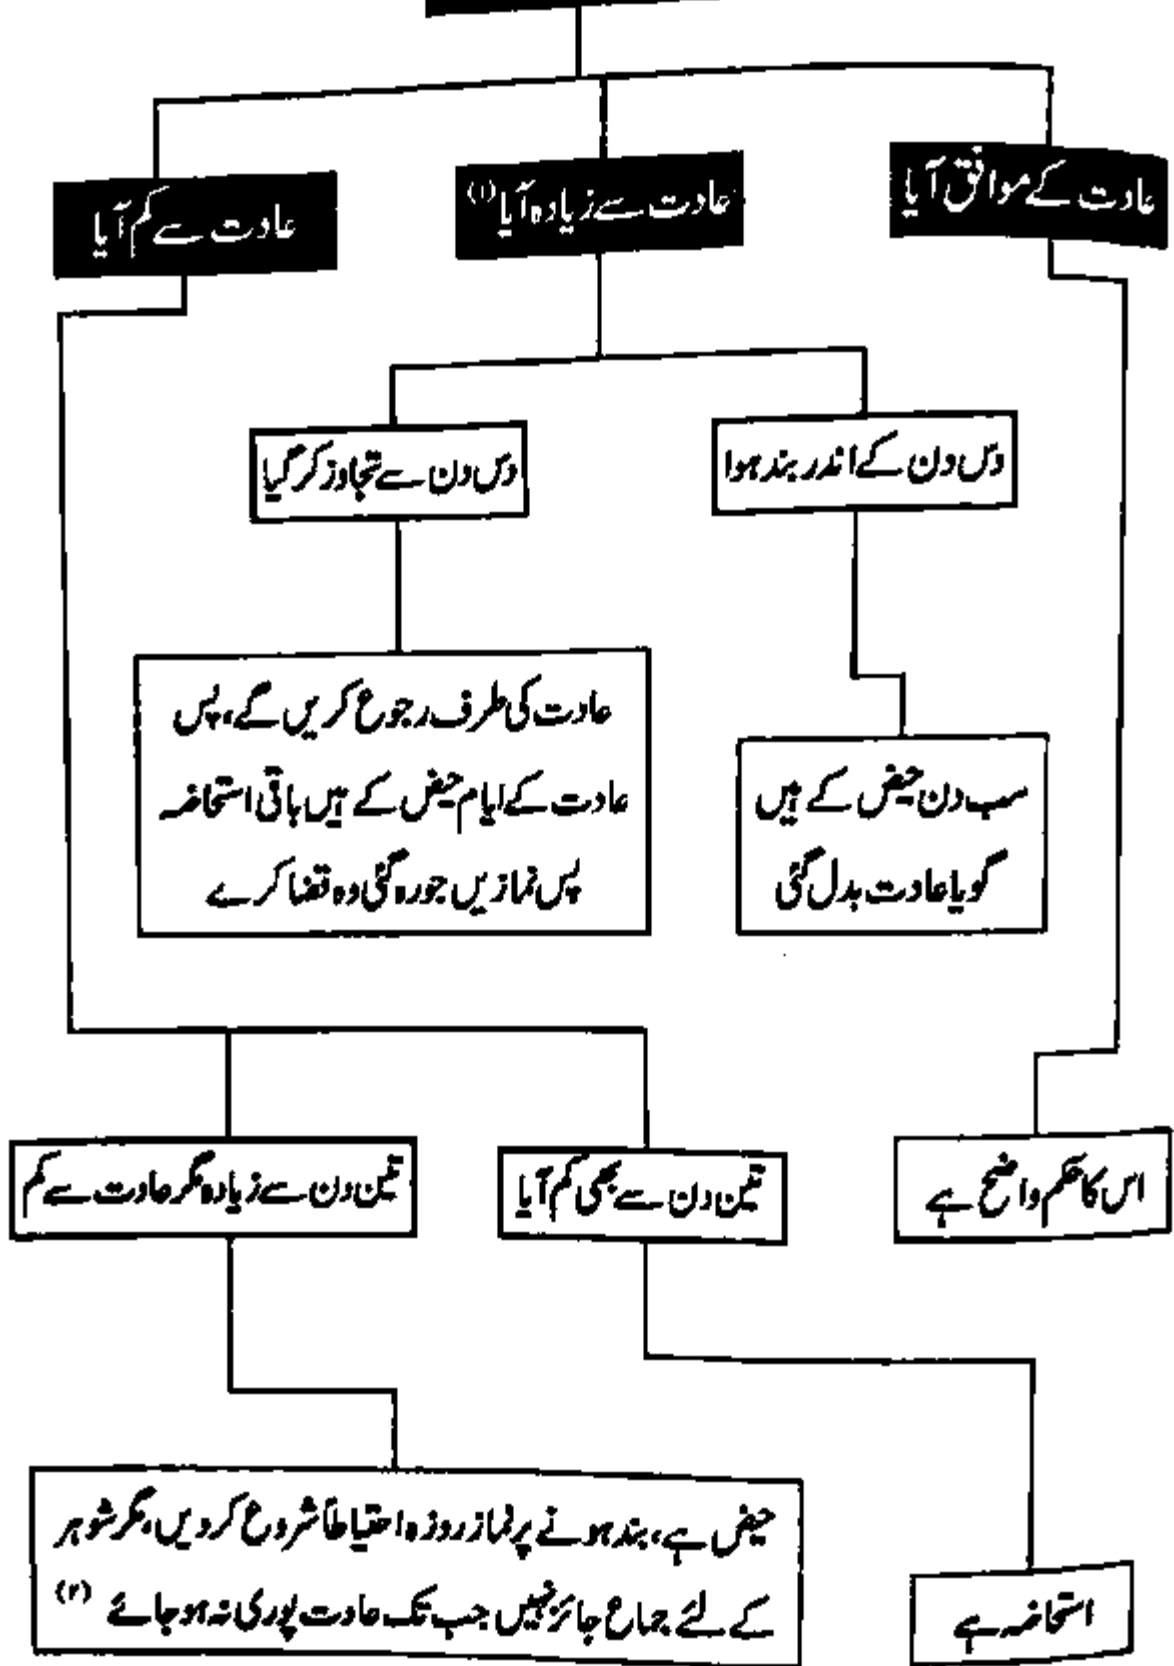 عادت کے موافق آیا
عادت سے زیادہ آیا (۱)
عادت سے کم آیا
دس دن کے اندر بند ہوا
دس دن سے تجاوز کر گیا
سب دن حیض کے ہیں
گویا عادت بدل گئی
عادت کی طرف رجوع کریں گے، پس
عادت کے ایام حیض کے ہیں باقی استحاضہ
پس نمازیں جو رہ گئی وہ قضا کرے
اس کا حکم واضح ہے
تین دن سے بھی کم آیا
تین دن سے زیادہ مگر عادت سے کم
استحاضہ ہے
حیض ہے، بند ہونے پر نماز روزہ احتیاطاً شروع کر دیں، مگر شوہر
کے لئے جماع جائز نہیں جب تک عادت پوری نہ ہو جائے (۲)